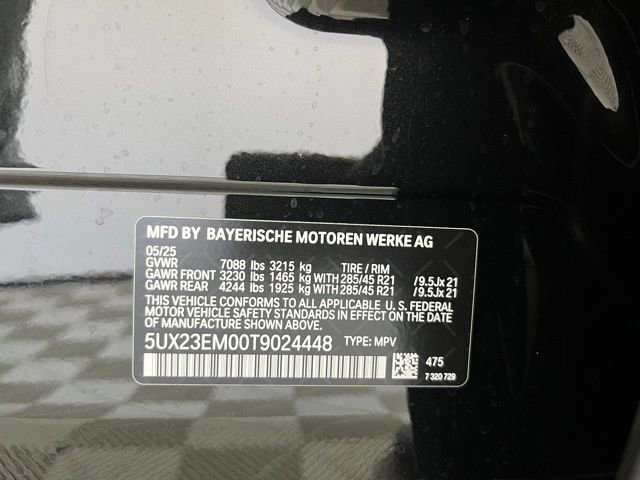 MFD BY BAYERISCHE MOTOREN WERKE AG
05/25
GVWR 7088 lbs 3215 kg TIRE / RIM
GAWR FRONT 3230 lbs 1465 kg WITH 285/45 R21 /9.5Jx21
GAWR REAR 4244 lbs 1925 kg WITH 285/45 R21 /9.5Jx21
THIS VEHICLE CONFORMS TO ALL APPLICABLE U. S. FEDERAL
MOTOR VEHICLE SAFETY STANDARDS IN EFFECT ON THE
DATE OF MANUFACTURE SHOWN ABOVE.
5UX23EM00T9024448 TYPE: MPV
475
7 320 729